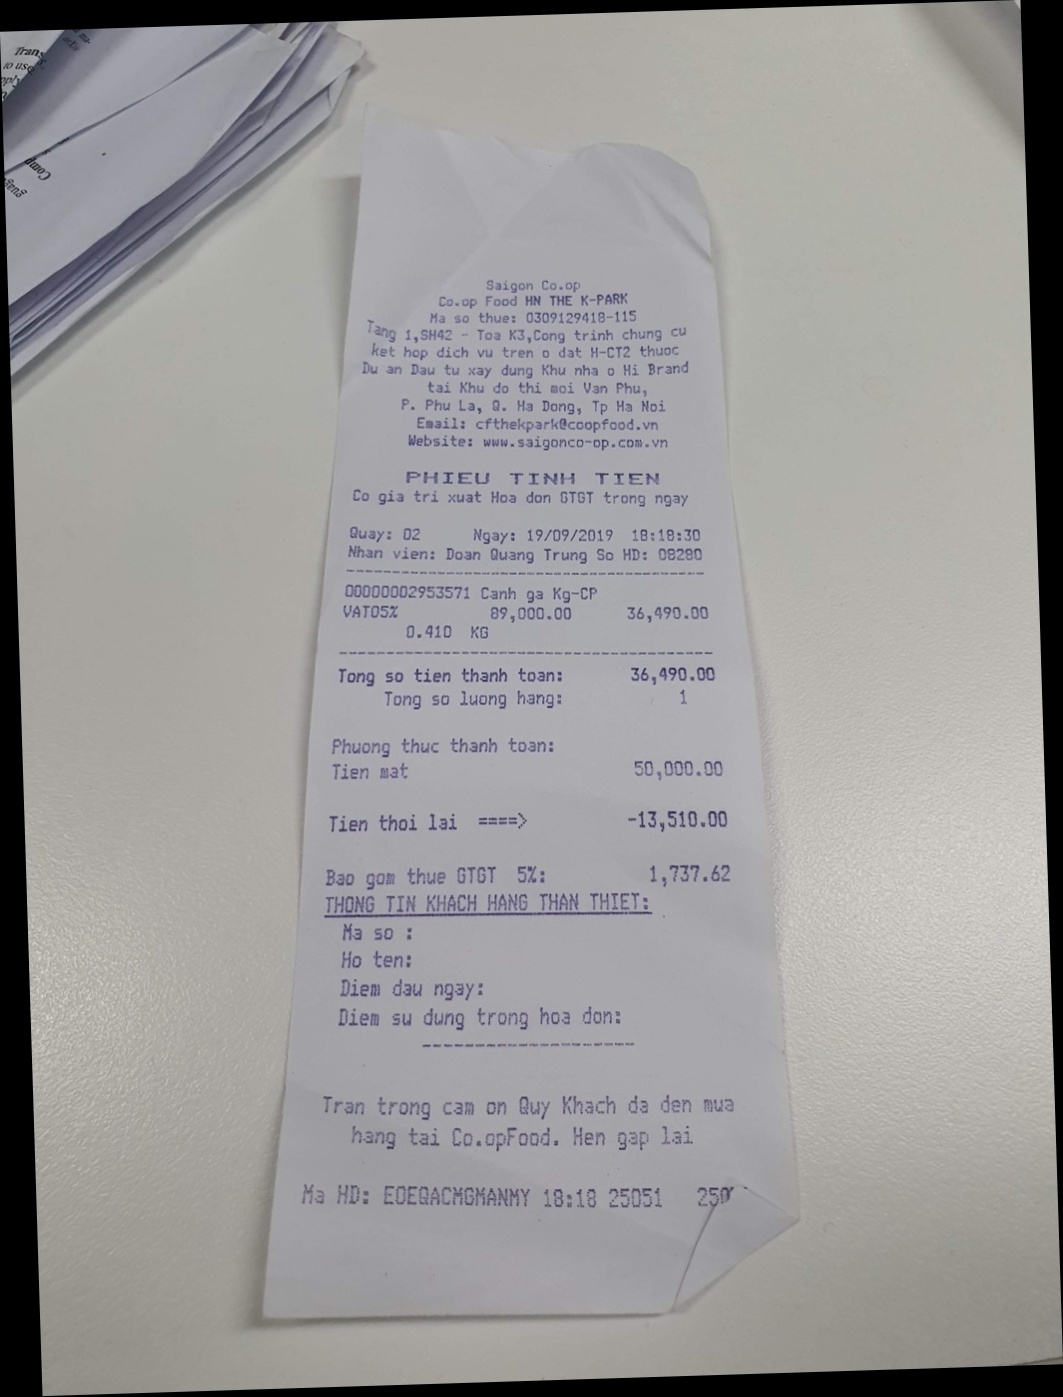 Saigon Co.op
Co.op Food HN THE K-PARK
Ma so thue: 0309129418-115
Tang 1,SH42 - Toa K3,Cong trinh chung cu
ket hop dich vu tren o dat H-CT2 thuoc
Du an Dau tu xay dung Khu nha o Hi Brand
tai Khu do thi moi Van Phu,
P. Phu La, Q. Ha Dong, Tp Ha Noi
Email: cfthekpark@coopfood.vn
Website: www.saigonco-op.com.vn
PHIEU TINH TIEN
Co gia tri xuat Hoa don GTGT trong ngay
Quay: 02 Ngay: 19/09/2019 18:18:30
Nhan vien: Doan Quang Trung So HD: 08280
00000002953571 Canh ga Kg-CP
VAT05% 89,000.00 36,490.00
0.410 KG
Tong so tien thanh toan: 36,490.00
Tong so luong hang: 1
Phuong thuc thanh toan:
Tien mat 50,000.00
Tien thoi lai ====> -13,510.00
Bao gom thue GTGT 5%: 1,737.62
THONG TIN KHACH HANG THAN THIET:
Ma so :
Ho ten:
Diem dau ngay:
Diem su dung trong hoa don:
Tran trong cam on Quy Khach da den mua
hang tai Co.opFood. Hen gap lai
Ma HD: EOEQACMGMANMY 18:18 25051